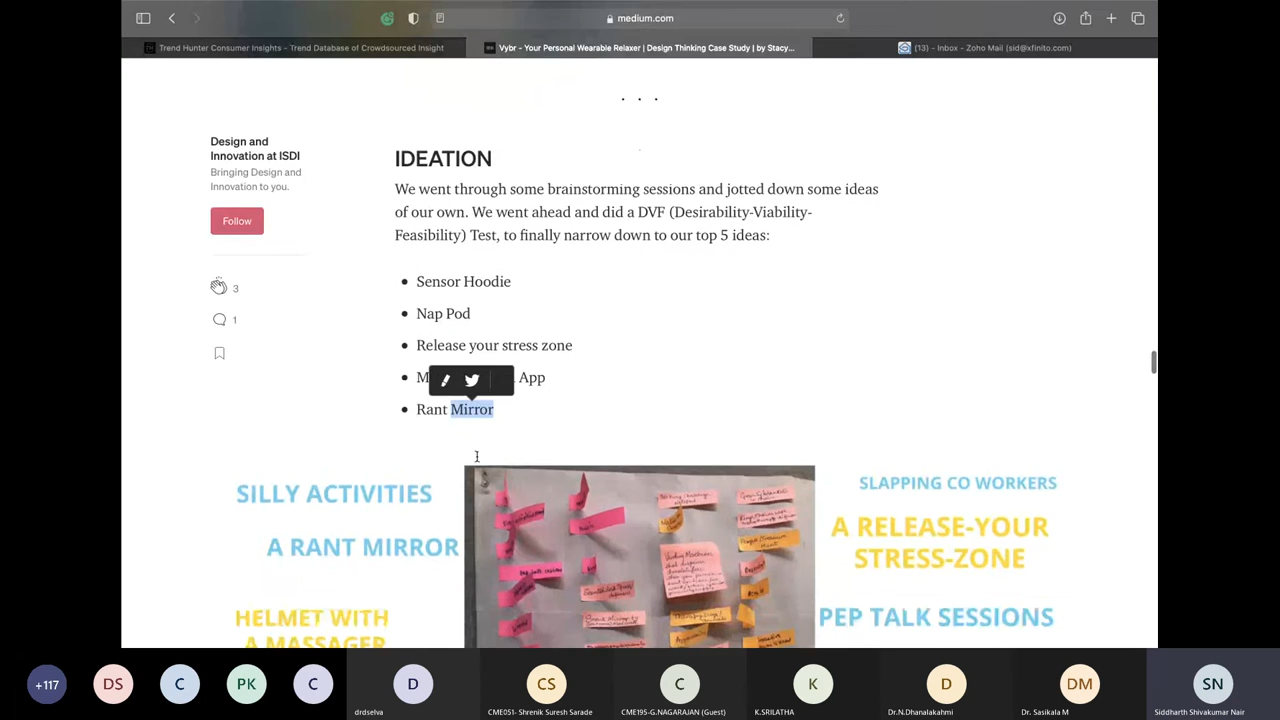 medium.com
Trend Hunter Consumer Insights - Trend Database of Crowdsourced Insight
Vybr - Your Personal Wearable Relaxer | Design Thinking Case Study | by Stacy...
(13) - Inbox - Zoho Mail (sid@xfinito.com)
. . .
Design and
Innovation at ISDI
Bringing Design and
Innovation to you.
Follow
3
1
IDEATION
We went through some brainstorming sessions and jotted down some ideas
of our own. We went ahead and did a DVF (Desirability-Viability-
Feasibility) Test, to finally narrow down to our top 5 ideas:
• Sensor Hoodie
• Nap Pod
• Release your stress zone
• M App
• Rant Mirror
SILLY ACTIVITIES
A RANT MIRROR
HELMET WITH
A MASSAGER
SLAPPING CO WORKERS
A RELEASE-YOUR
STRESS-ZONE
PEP TALK SESSIONS
+117
DS
C
PK
C
D
drdselva
CS
CME051- Shrenik Suresh Sarade
C
CME195-G.NAGARAJAN (Guest)
K
K.SRILATHA
D
Dr.N.Dhanalakahmi
DM
Dr. Sasikala M
SN
Siddharth Shivakumar Nair